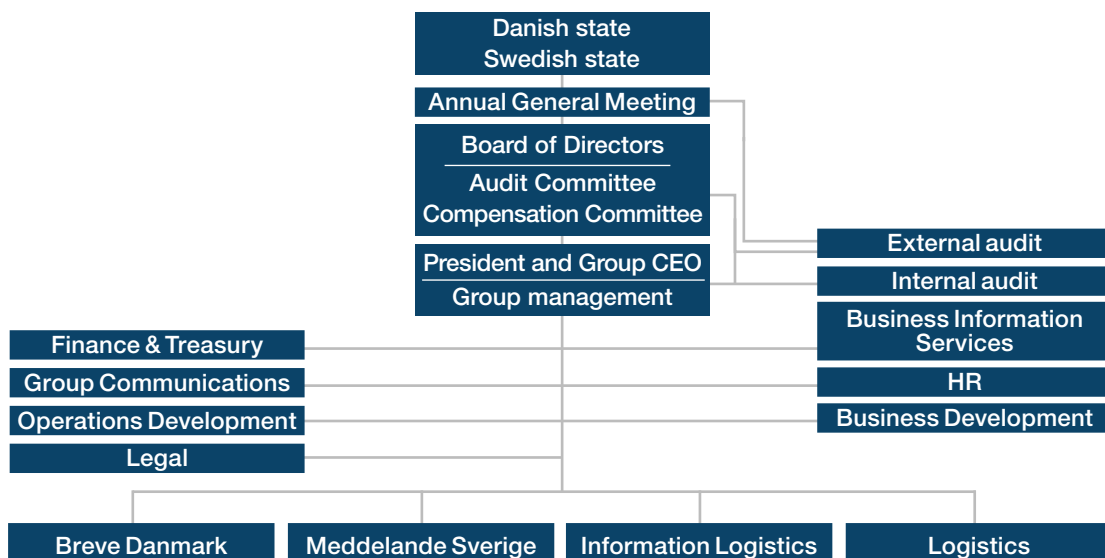 Danish state
Swedish state
Annual General Meeting
Board of Directors
Audit Committee
Compensation Committee
President and Group CEO
Group management
External audit
Internal audit
Business Information
Services
HR
Business Development
Finance & Treasury
Group Communications
Operations Development
Legal
Breve Danmark
Meddelande Sverige
Information Logistics
Logistics